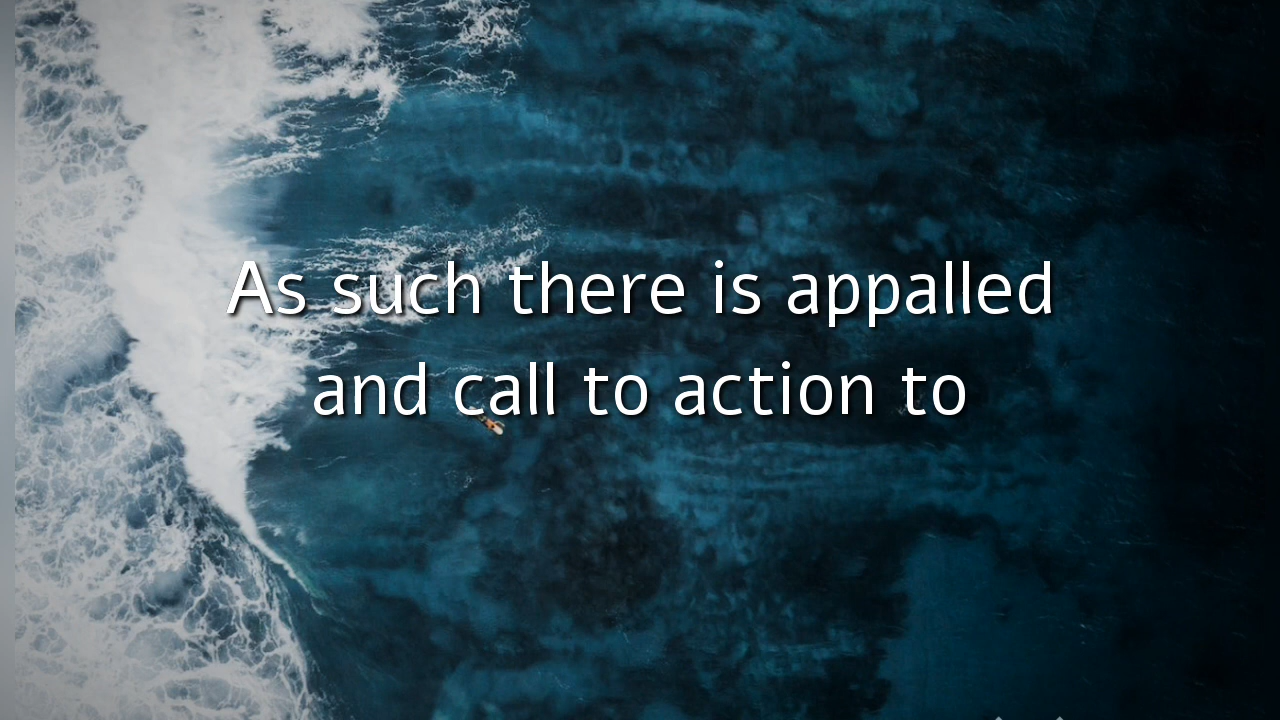 As such there is appalled
and call to action to